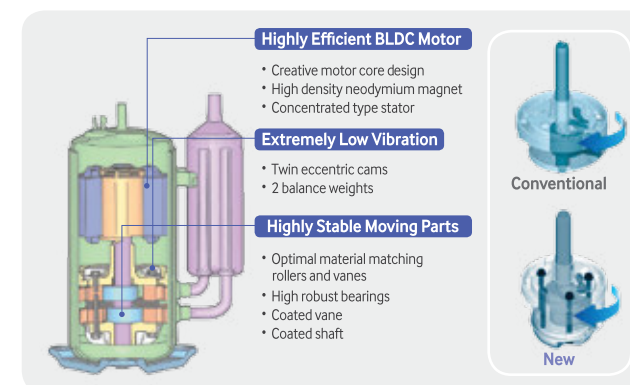 Highly Efficient BLDC Motor
• Creative motor core design
• High density neodymium magnet
• Concentrated type stator
Extremely Low Vibration
• Twin eccentric cams
• 2 balance weights
Highly Stable Moving Parts
• Optimal material matching
rollers and vanes
• High robust bearings
• Coated vane
• Coated shaft
Conventional
New